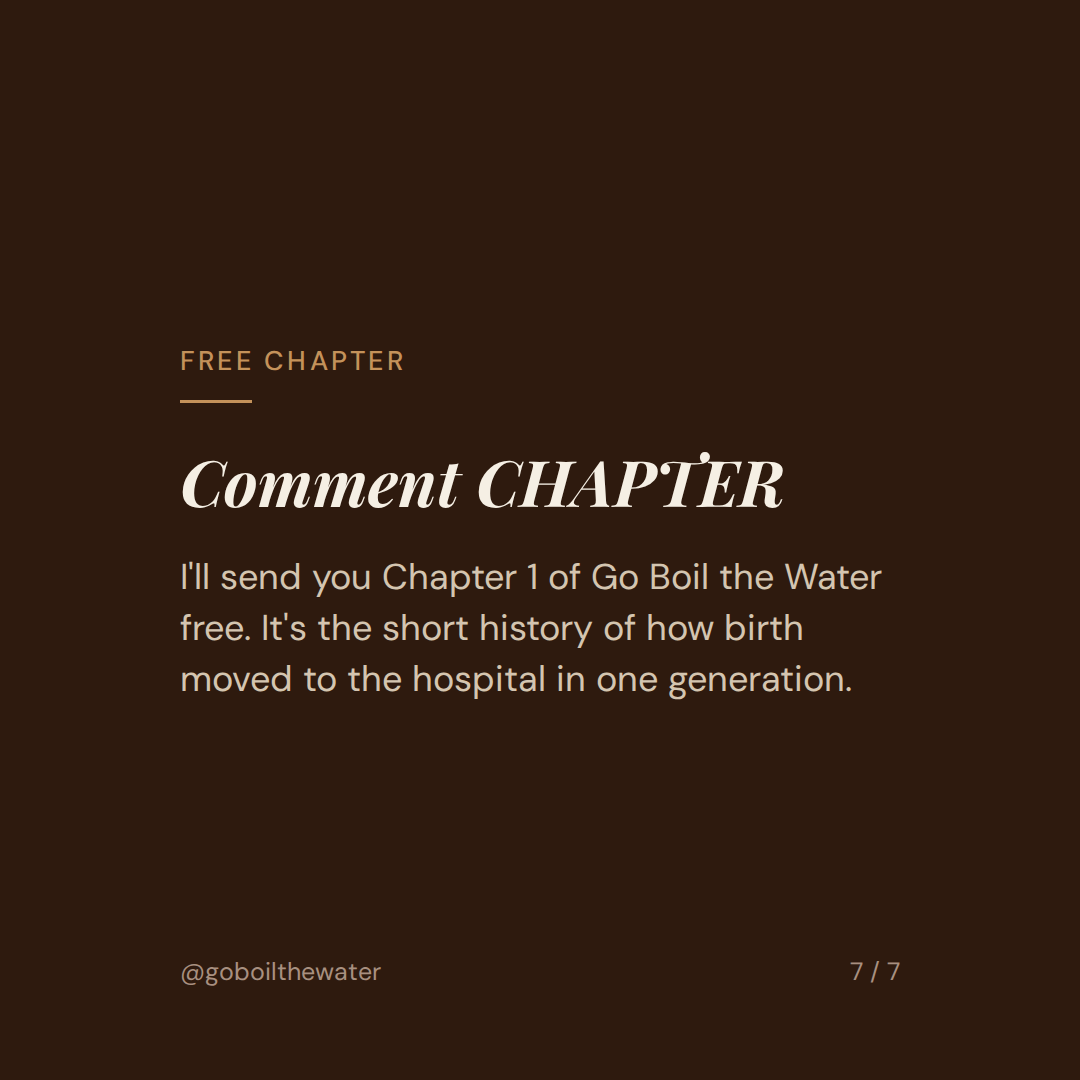 FREE CHAPTER
Comment CHAPTER
I'll send you Chapter 1 of Go Boil the Water
free. It's the short history of how birth
moved to the hospital in one generation.
@goboilthewater
7 / 7